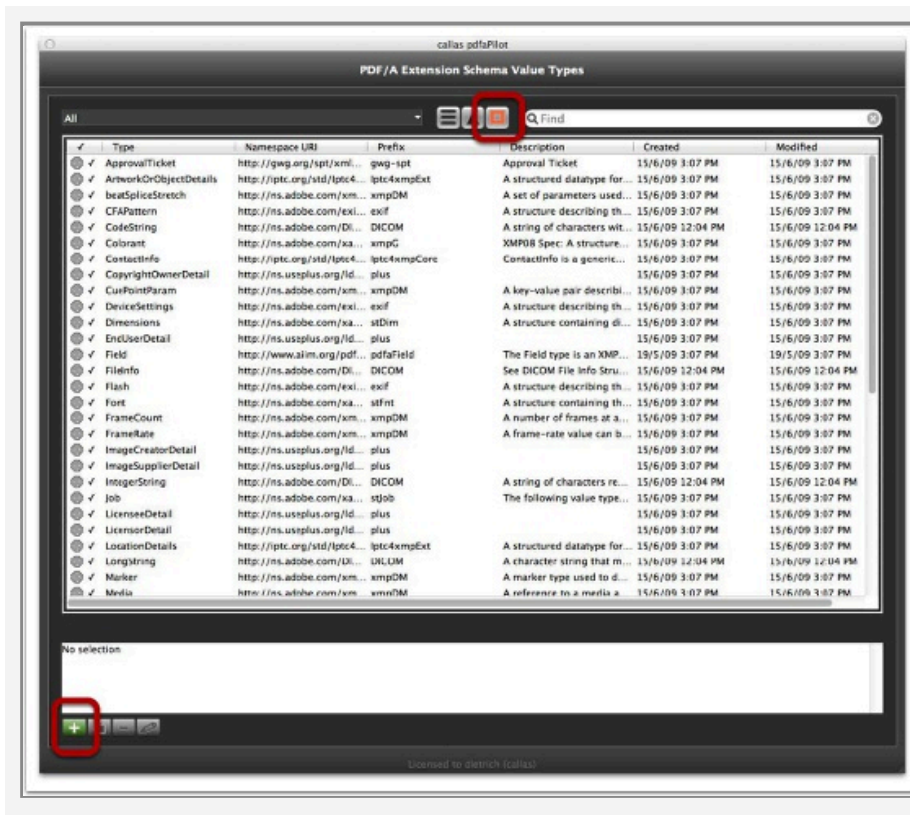 callas pdfaPilot
PDF/A Extension Schema Value Types
All
Find
✓ Type Namespace URI Prefix Description Created Modified
✓ ApprovalTicket http://gwg.org/spt/xml... gwg-spt Approval Ticket 15/6/09 3:07 PM 15/6/09 3:07 PM
✓ ArtworkOrObjectDetails http://iptc.org/std/Iptc4... Iptc4xmpExt A structured datatype for... 15/6/09 3:07 PM 15/6/09 3:07 PM
✓ beatSpliceStretch http://ns.adobe.com/xm... xmpDM A set of parameters used... 15/6/09 3:07 PM 15/6/09 3:07 PM
✓ CFAPattern http://ns.adobe.com/exi... exif A structure describing th... 15/6/09 3:07 PM 15/6/09 3:07 PM
✓ CodeString http://ns.adobe.com/DI... DICOM A string of characters wit... 15/6/09 12:04 PM 15/6/09 12:04 PM
✓ Colorant http://ns.adobe.com/xa... xmpG XMP08 Spec: A structure... 15/6/09 3:07 PM 15/6/09 3:07 PM
✓ ContactInfo http://iptc.org/std/Iptc4... Iptc4xmpCore ContactInfo is a generic... 15/6/09 3:07 PM 15/6/09 3:07 PM
✓ CopyrightOwnerDetail http://ns.useplus.org/ld... plus 15/6/09 3:07 PM 15/6/09 3:07 PM
✓ CuePointParam http://ns.adobe.com/xm... xmpDM A key-value pair describi... 15/6/09 3:07 PM 15/6/09 3:07 PM
✓ DeviceSettings http://ns.adobe.com/exi... exif A structure describing th... 15/6/09 3:07 PM 15/6/09 3:07 PM
✓ Dimensions http://ns.adobe.com/xa... stDim A structure containing di... 15/6/09 3:07 PM 15/6/09 3:07 PM
✓ EndUserDetail http://ns.useplus.org/ld... plus 15/6/09 3:07 PM 15/6/09 3:07 PM
✓ Field http://www.aiim.org/pdf... pdfaField The Field type is an XMP... 19/5/09 3:07 PM 19/5/09 3:07 PM
✓ FileInfo http://ns.adobe.com/DI... DICOM See DICOM File Info Stru... 15/6/09 12:04 PM 15/6/09 12:04 PM
✓ Flash http://ns.adobe.com/exi... exif A structure describing th... 15/6/09 3:07 PM 15/6/09 3:07 PM
✓ Font http://ns.adobe.com/xa... stFnt A structure containing th... 15/6/09 3:07 PM 15/6/09 3:07 PM
✓ FrameCount http://ns.adobe.com/xm... xmpDM A number of frames at a... 15/6/09 3:07 PM 15/6/09 3:07 PM
✓ FrameRate http://ns.adobe.com/xm... xmpDM A frame-rate value can b... 15/6/09 3:07 PM 15/6/09 3:07 PM
✓ ImageCreatorDetail http://ns.useplus.org/ld... plus 15/6/09 3:07 PM 15/6/09 3:07 PM
✓ ImageSupplierDetail http://ns.useplus.org/ld... plus 15/6/09 3:07 PM 15/6/09 3:07 PM
✓ IntegerString http://ns.adobe.com/DI... DICOM A string of characters re... 15/6/09 12:04 PM 15/6/09 12:04 PM
✓ Job http://ns.adobe.com/xa... stJob The following value type... 15/6/09 3:07 PM 15/6/09 3:07 PM
✓ LicenseeDetail http://ns.useplus.org/ld... plus 15/6/09 3:07 PM 15/6/09 3:07 PM
✓ LicensorDetail http://ns.useplus.org/ld... plus 15/6/09 3:07 PM 15/6/09 3:07 PM
✓ LocationDetails http://iptc.org/std/Iptc4... Iptc4xmpExt A structured datatype for... 15/6/09 3:07 PM 15/6/09 3:07 PM
✓ LongString http://ns.adobe.com/DI... DICOM A character string that m... 15/6/09 12:04 PM 15/6/09 12:04 PM
✓ Marker http://ns.adobe.com/xm... xmpDM A marker type used to d... 15/6/09 3:07 PM 15/6/09 3:07 PM
✓ Media http://ns.adobe.com/xm... xmpDM A reference to a media a... 15/6/09 3:07 PM 15/6/09 3:07 PM
No selection
Licensed to dietrich (callas)